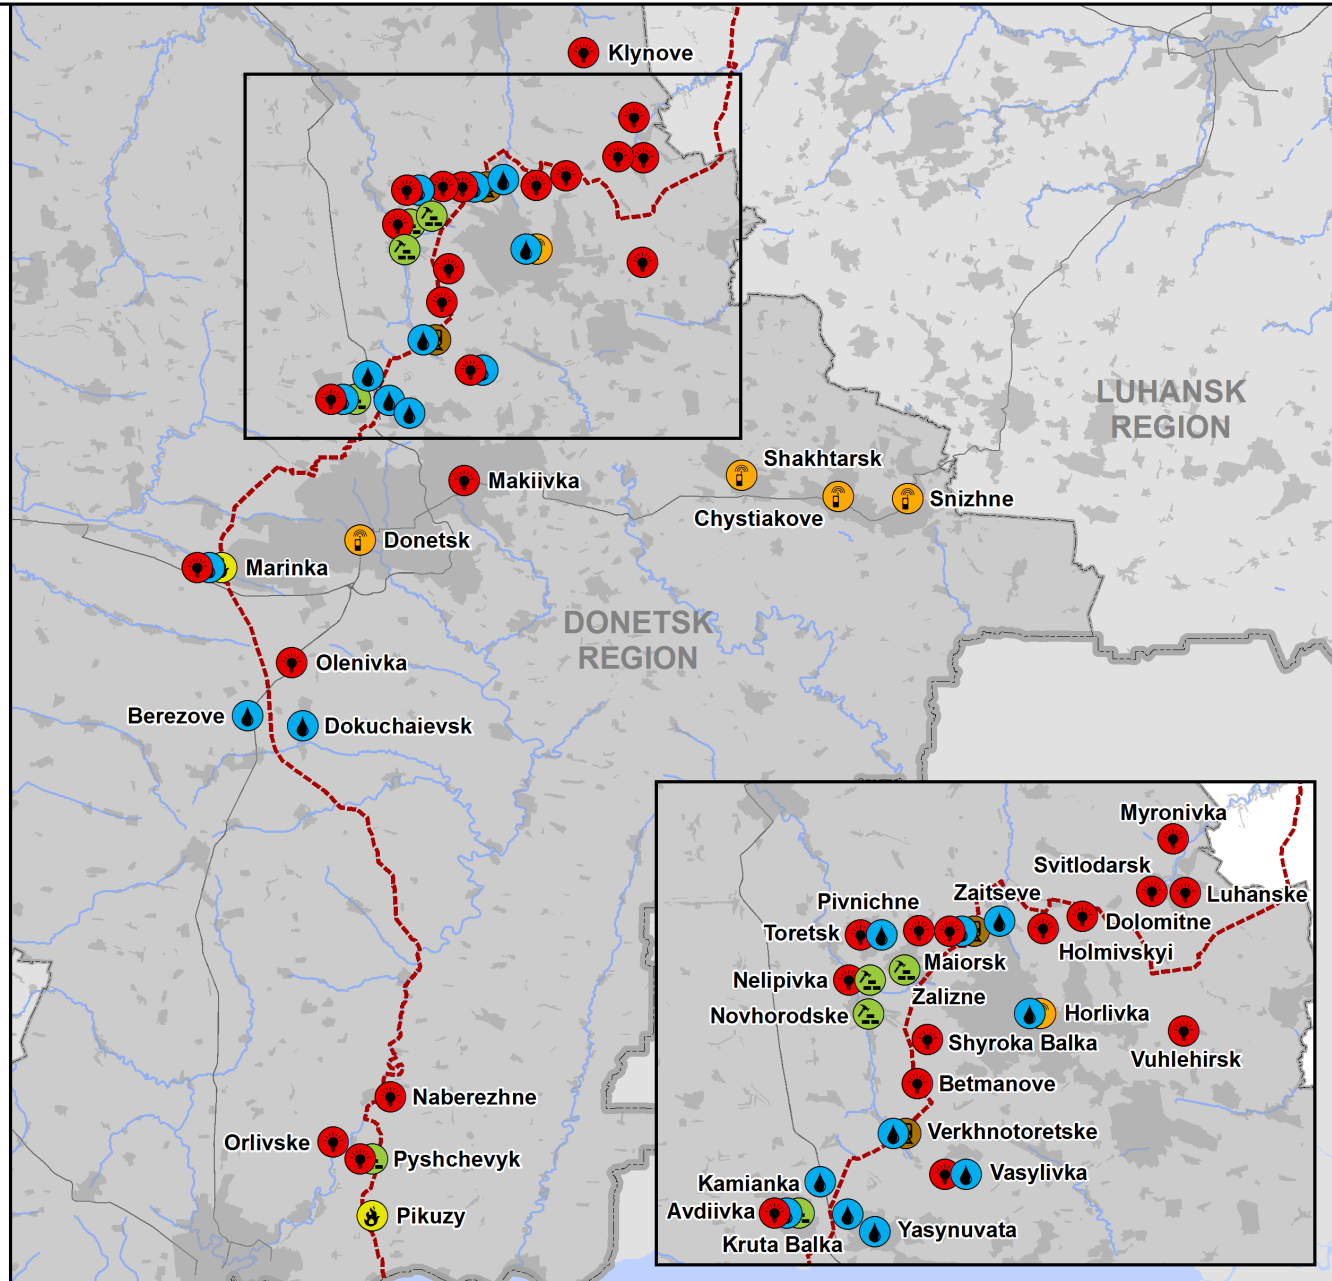 Klynove
LUHANSK
REGION
Shakhtarsk
Makiivka
Snizhne
Chystiakove
Donetsk
Marinka
DONETSK
REGION
Olenivka
Berezove
Dokuchaievsk
Myronivka
Svitlodarsk
Zaitseve
Luhanske
Pivnichne
Dolomitne
Toretsk
Holmivskyi
Maiorsk
Nelipivka
Zalizne
Novhorodske
Horlivka
Shyroka Balka
Vuhlehirsk
Betmanove
Naberezhne
Verkhnotoretske
Orlivske
Pyshchevyk
Vasylivka
Kamianka
Avdiivka
Pikuzy
Yasynuvata
Kruta Balka